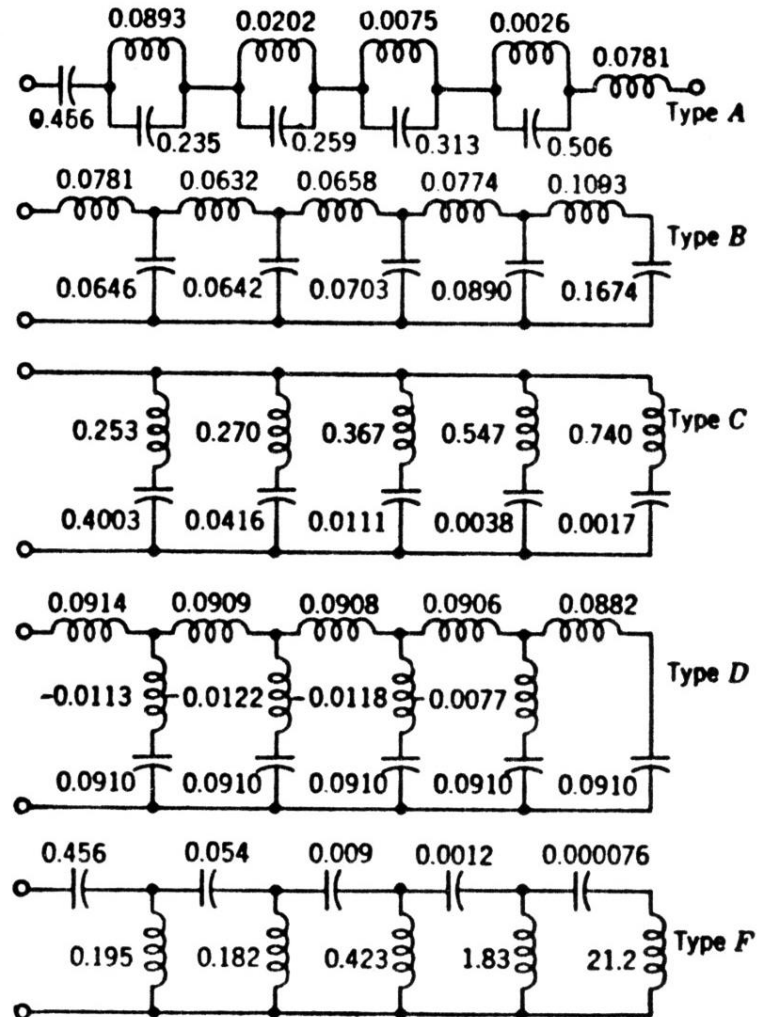 0.0893 0.0202 0.0075 0.0026
0.0781
0.456 0.235 0.259 0.313 0.506 Type A
0.0781 0.0632 0.0658 0.0774 0.1093
Type B
0.0646 0.0642 0.0703 0.0890 0.1674
0.253 0.270 0.367 0.547 0.740 Type C
0.4003 0.0416 0.0111 0.0038 0.0017
0.0914 0.0909 0.0908 0.0906 0.0882
-0.0113 -0.0122 -0.0118 -0.0077 Type D
0.0910 0.0910 0.0910 0.0910 0.0910
0.456 0.054 0.009 0.0012 0.000076
0.195 0.182 0.423 1.83 21.2 Type F